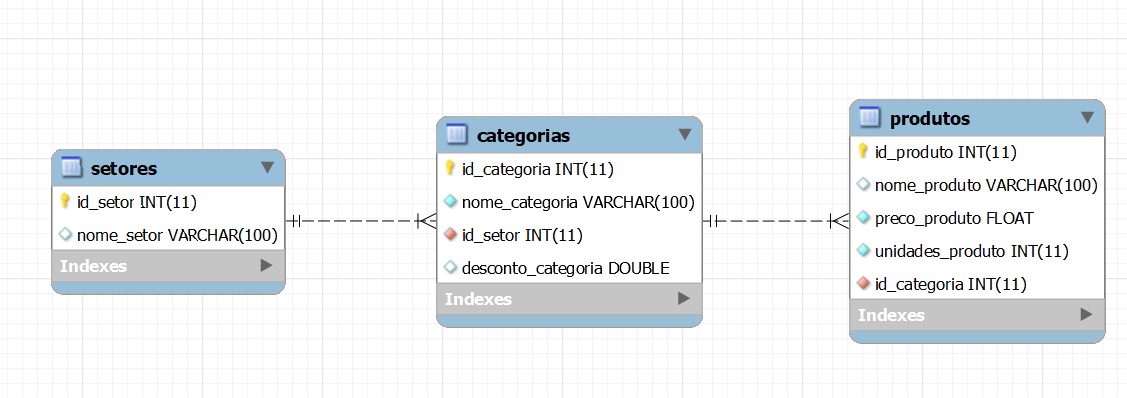 setores
id_setor INT(11)
nome_setor VARCHAR(100)
Indexes
categorias
id_categoria INT(11)
nome_categoria VARCHAR(100)
id_setor INT(11)
desconto_categoria DOUBLE
Indexes
produtos
id_produto INT(11)
nome_produto VARCHAR(100)
preco_produto FLOAT
unidades_produto INT(11)
id_categoria INT(11)
Indexes